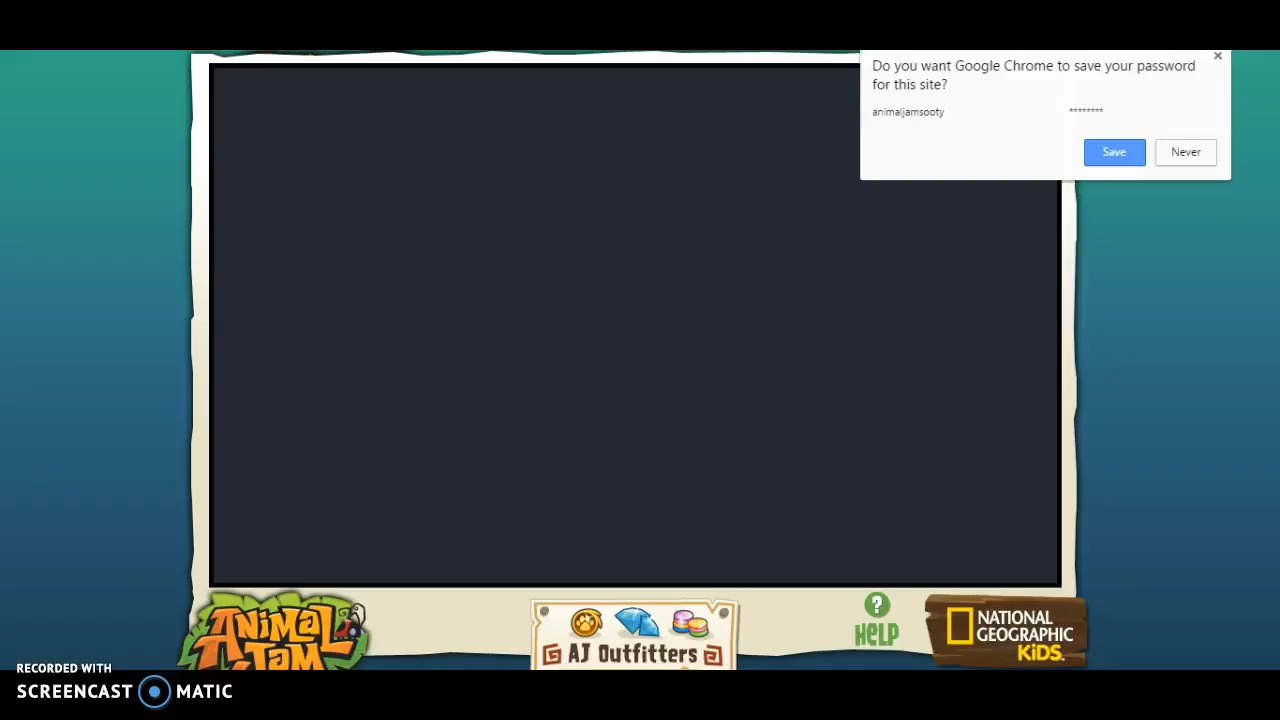 Do you want Google Chrome to save your password
for this site?
animaljamsooty ********
Save Never
ANIMAL
JAM
AJ Outfitters
?
HELP
NATIONAL
GEOGRAPHIC
KiDS
RECORDED WITH
SCREENCAST MATIC